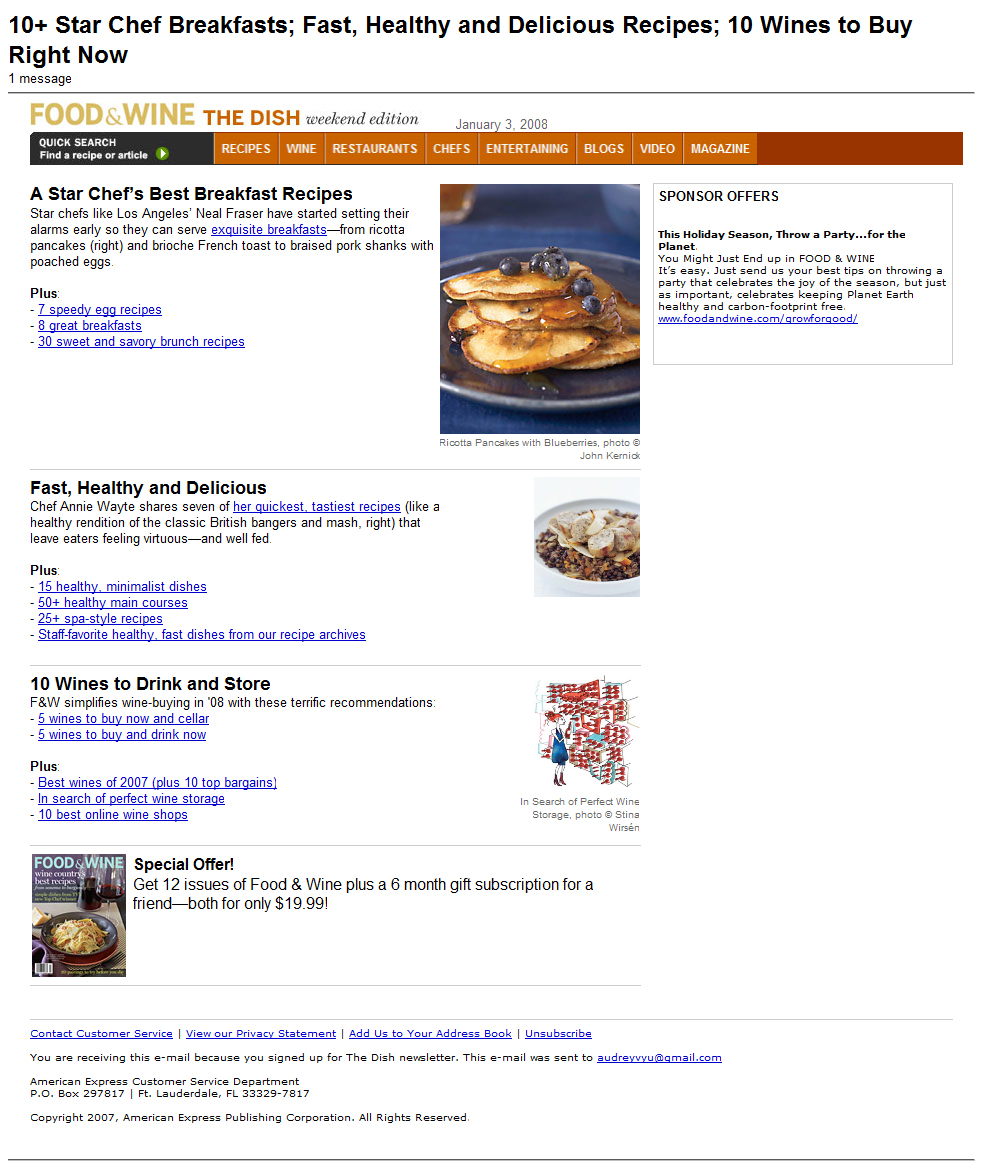 10+ Star Chef Breakfasts; Fast, Healthy and Delicious Recipes; 10 Wines to Buy
Right Now
1 message
FOOD & WINE THE DISH weekend edition
January 3, 2008
QUICK SEARCH
Find a recipe or article
RECIPES WINE RESTAURANTS CHEFS ENTERTAINING BLOGS VIDEO MAGAZINE
A Star Chef's Best Breakfast Recipes
Star chefs like Los Angeles' Neal Fraser have started setting their
alarms early so they can serve exquisite breakfasts—from ricotta
pancakes (right) and brioche French toast to braised pork shanks with
poached eggs.
Plus:
- 7 speedy egg recipes
- 8 great breakfasts
- 30 sweet and savory brunch recipes
Ricotta Pancakes with Blueberries, photo ©
John Kernick
SPONSOR OFFERS
This Holiday Season, Throw a Party...for the
Planet.
You Might Just End up in FOOD & WINE
It's easy. Just send us your best tips on throwing a
party that celebrates the joy of the season, but just
as important, celebrates keeping Planet Earth
healthy and carbon-footprint free.
www.foodandwine.com/growforgood/
Fast, Healthy and Delicious
Chef Annie Wayte shares seven of her quickest, tastiest recipes (like a
healthy rendition of the classic British bangers and mash, right) that
leave eaters feeling virtuous—and well fed.
Plus:
- 15 healthy, minimalist dishes
- 50+ healthy main courses
- 25+ spa-style recipes
- Staff-favorite healthy, fast dishes from our recipe archives
10 Wines to Drink and Store
F&W simplifies wine-buying in '08 with these terrific recommendations:
- 5 wines to buy now and cellar
- 5 wines to buy and drink now
Plus:
- Best wines of 2007 (plus 10 top bargains)
- In search of perfect wine storage
- 10 best online wine shops
In Search of Perfect Wine
Storage, photo © Stina
Wirsén
FOOD & WINE
wine country's
best recipes
Special Offer!
Get 12 issues of Food & Wine plus a 6 month gift subscription for a
friend—both for only $19.99!
Contact Customer Service | View our Privacy Statement | Add Us to Your Address Book | Unsubscribe
You are receiving this e-mail because you signed up for The Dish newsletter. This e-mail was sent to audreyvvu@gmail.com
American Express Customer Service Department
P.O. Box 297817 | Ft. Lauderdale, FL 33329-7817
Copyright 2007, American Express Publishing Corporation. All Rights Reserved.